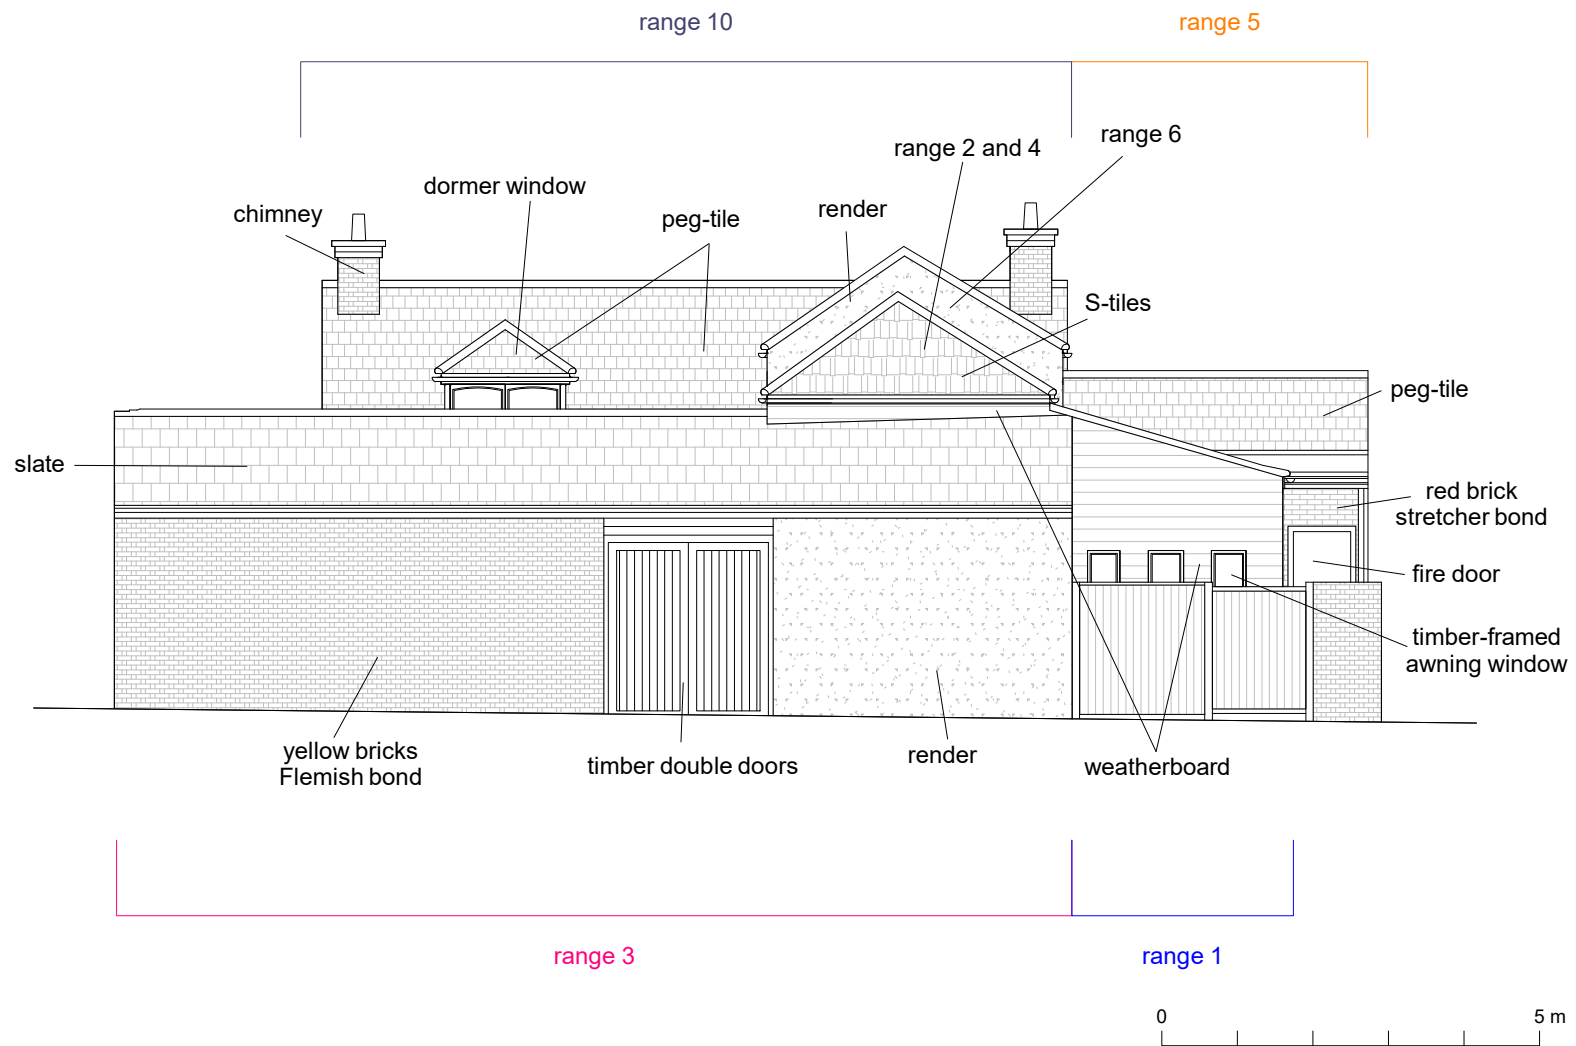 range 10
range 5
range 6
range 2 and 4
dormer window
chimney
peg-tile
render
S-tiles
peg-tile
slate
red brick
stretcher bond
fire door
timber-framed
awning window
yellow bricks
Flemish bond
timber double doors
render
weatherboard
range 3
range 1
0
5 m